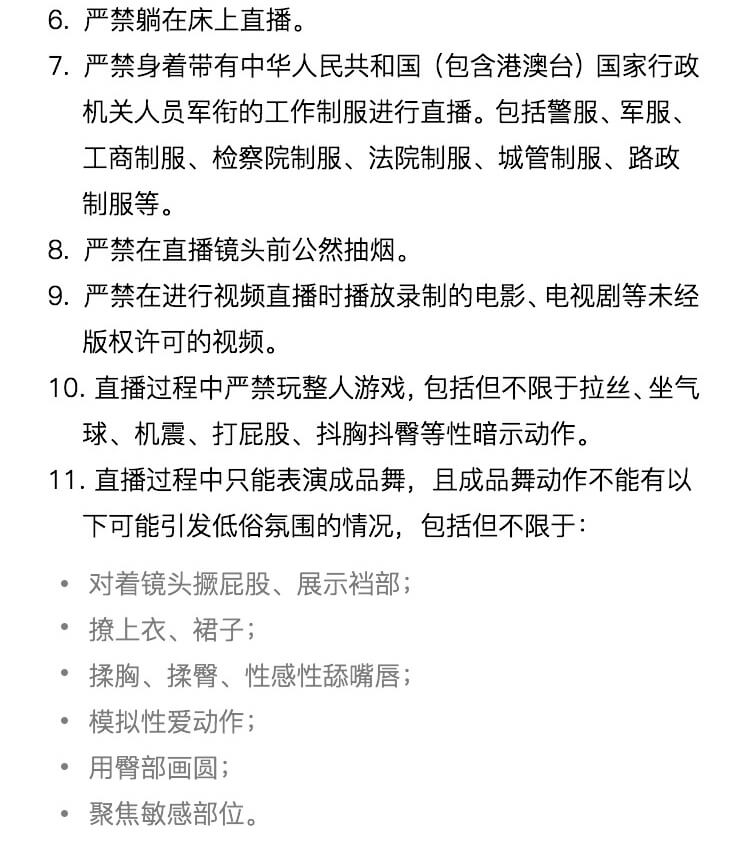 6. 严禁躺在床上直播。
7. 严禁身着带有中华人民共和国（包含港澳台）国家行政
机关人员军衔的工作制服进行直播。包括警服、军服、
工商制服、检察院制服、法院制服、城管制服、路政
制服等。
8. 严禁在直播镜头前公然抽烟。
9. 严禁在进行视频直播时播放录制的电影、电视剧等未经
版权许可的视频。
10. 直播过程中严禁玩整人游戏，包括但不限于拉丝、坐气
球、机震、打屁股、抖胸抖臀等性暗示动作。
11. 直播过程中只能表演成品舞，且成品舞动作不能有以
下可能引发低俗氛围的情况，包括但不限于：
• 对着镜头撅屁股、展示裆部；
• 撩上衣、裙子；
• 揉胸、揉臀、性感性舔嘴唇；
• 模拟性爱动作；
• 用臀部画圆；
• 聚焦敏感部位。